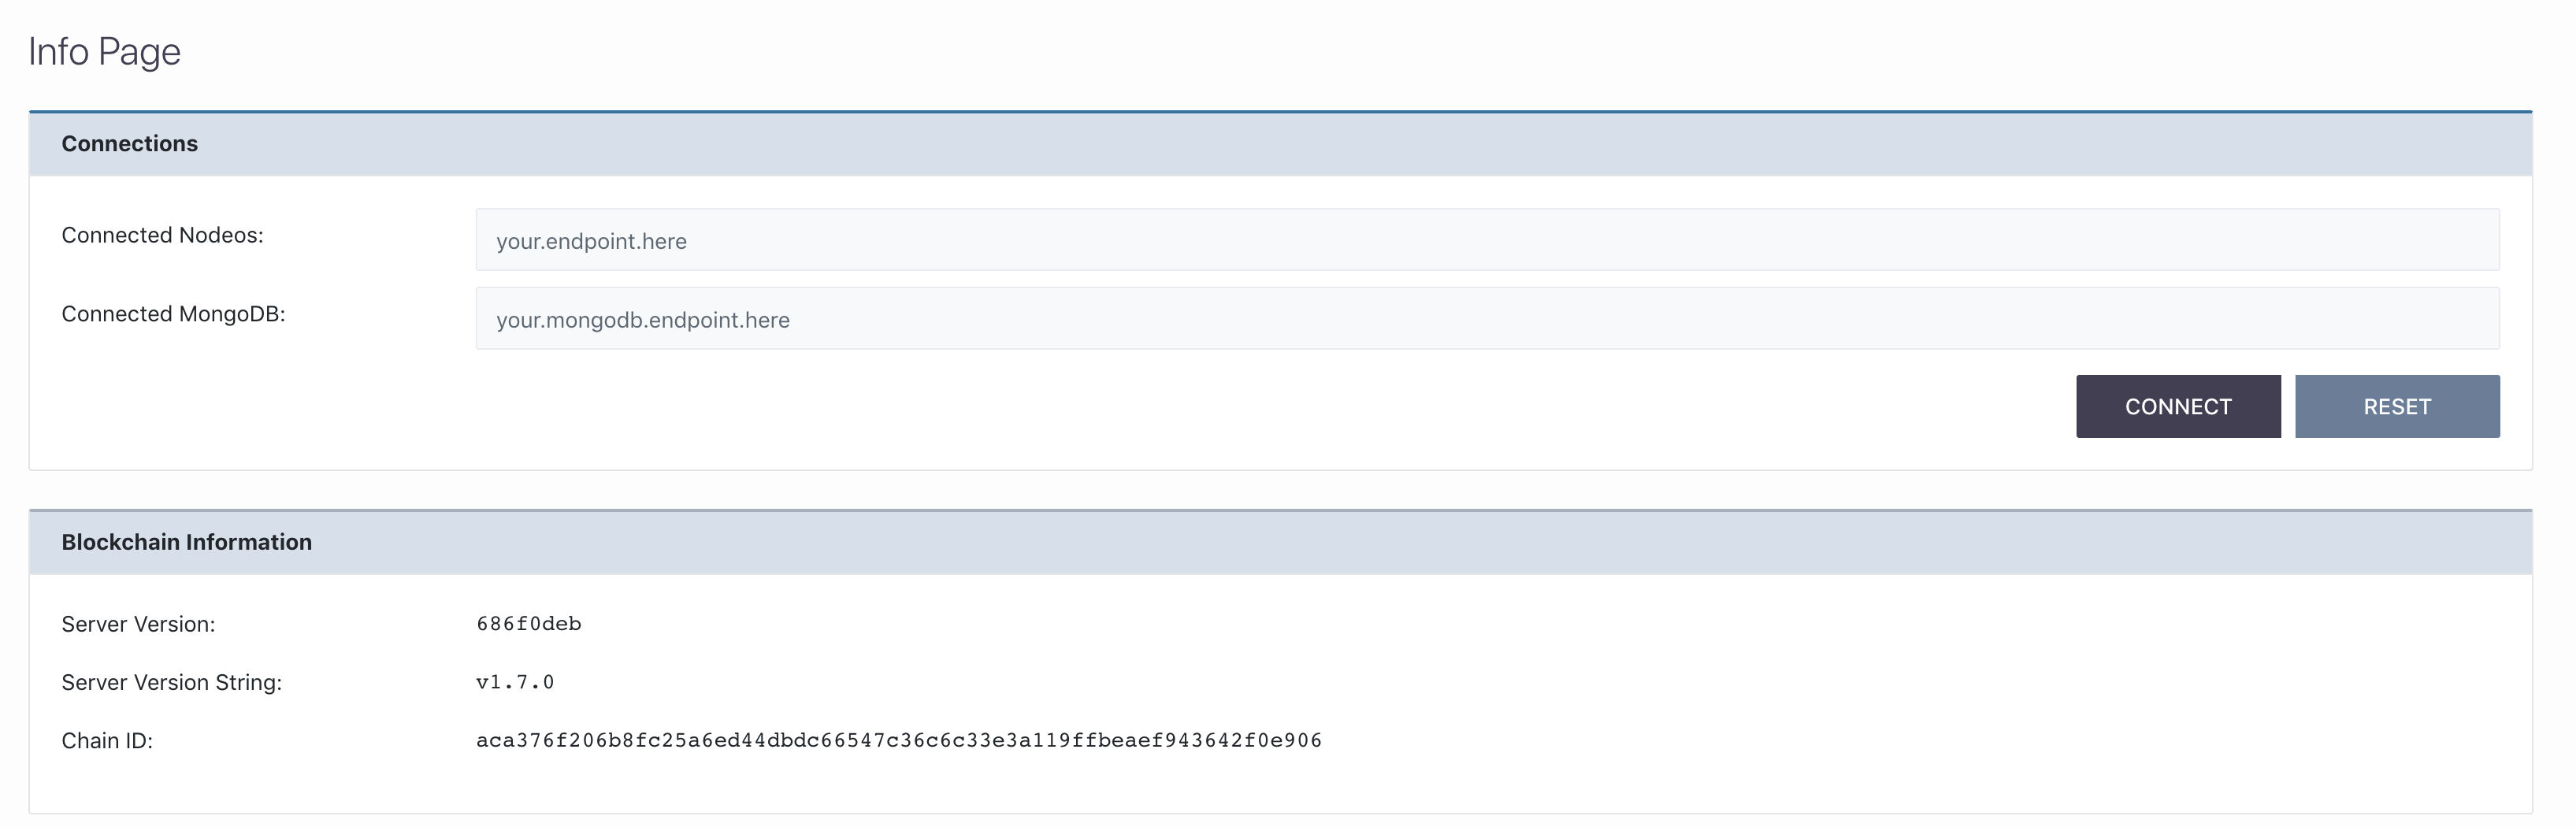 Info Page
Connections
Connected Nodeos: your.endpoint.here
Connected MongoDB: your.mongodb.endpoint.here
CONNECT RESET
Blockchain Information
Server Version: 686f0deb
Server Version String: v1.7.0
Chain ID: aca376f206b8fc25a6ed44dbdc66547c36c6c33e3a119ffbeaef943642f0e906